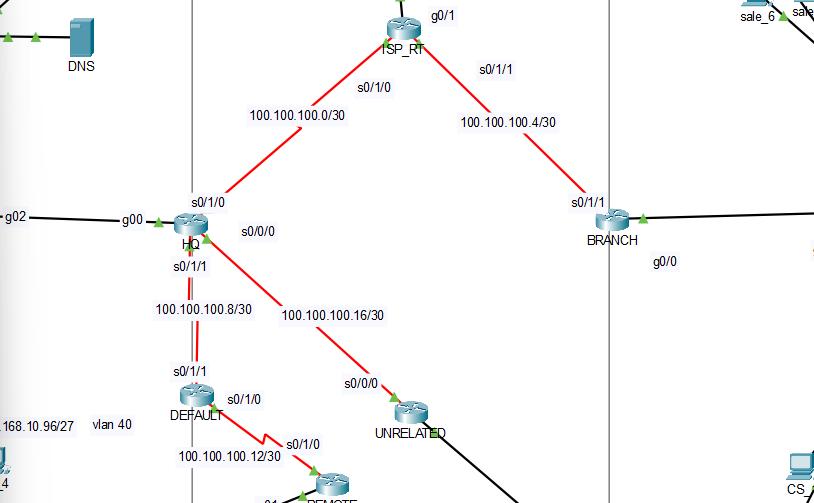 g0/1
sale_6
sale
ISP_RT
DNS
s0/1/1
s0/1/0
100.100.100.0/30
100.100.100.4/30
s0/1/0
s0/1/1
g02
g00
HQ
s0/0/0
BRANCH
g0/0
s0/1/1
100.100.100.8/30
100.100.100.16/30
s0/1/1
s0/0/0
s0/1/0
DEFAULT
.168.10.96/27
vlan 40
UNRELATED
s0/1/0
100.100.100.12/30
_4
CS_
REMOTE